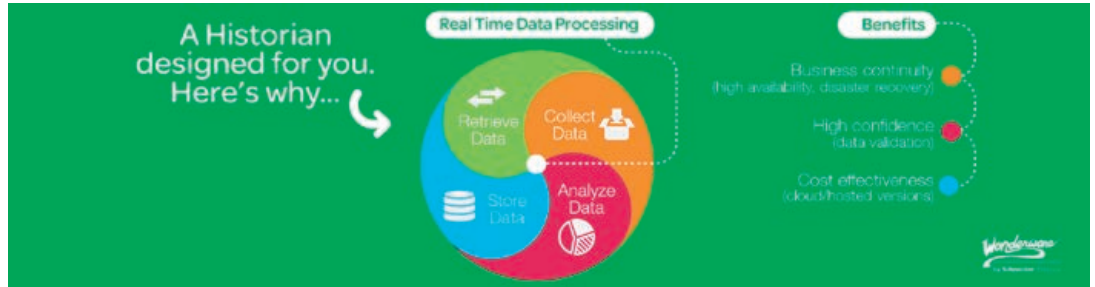 A Historian
designed for you.
Here's why...
Real Time Data Processing
Retrieve
Data
Collect
Data
Analyze
Data
Store
Data
Benefits
Business continuity
(high availability, disaster recovery)
High confidence
(data validation)
Cost effectiveness
(cloud/hosted versions)
Wonderware